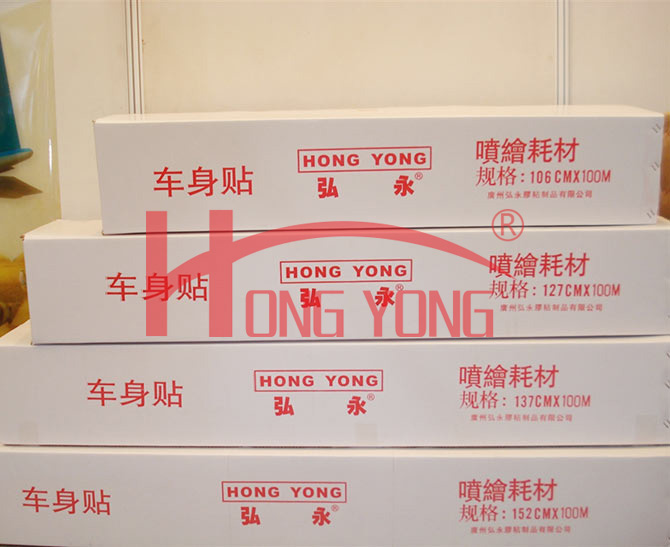 车身贴
HONG YONG
弘永®
噴繪耗材
规格:106CMX100M
廣州弘永膠粘制品有限公司
HONG YONG®
车身贴
HONG YONG
弘永®
噴繪耗材
规格:127CMX100M
廣州弘永膠粘制品有限公司
车身贴
HONG YONG
弘永®
噴繪耗材
规格:137CMX100M
廣州弘永膠粘制品有限公司
车身贴
HONG YONG
弘永®
噴繪耗材
规格:152CMX100M
廣州弘永膠粘制品有限公司